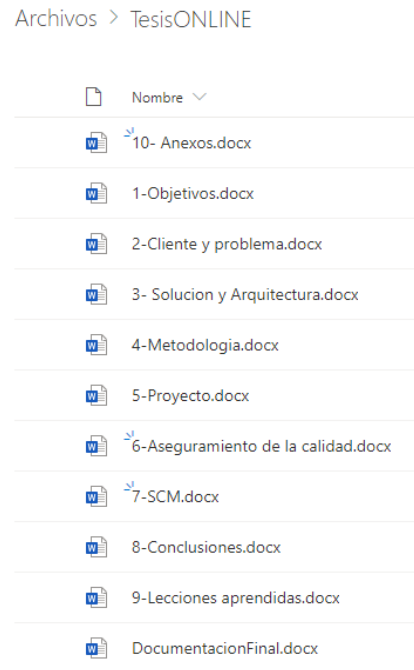 Archivos > TesisONLINE
Nombre
10- Anexos.docx
1-Objetivos.docx
2-Cliente y problema.docx
3- Solucion y Arquitectura.docx
4-Metodologia.docx
5-Proyecto.docx
6-Aseguramiento de la calidad.docx
7-SCM.docx
8-Conclusiones.docx
9-Lecciones aprendidas.docx
DocumentacionFinal.docx